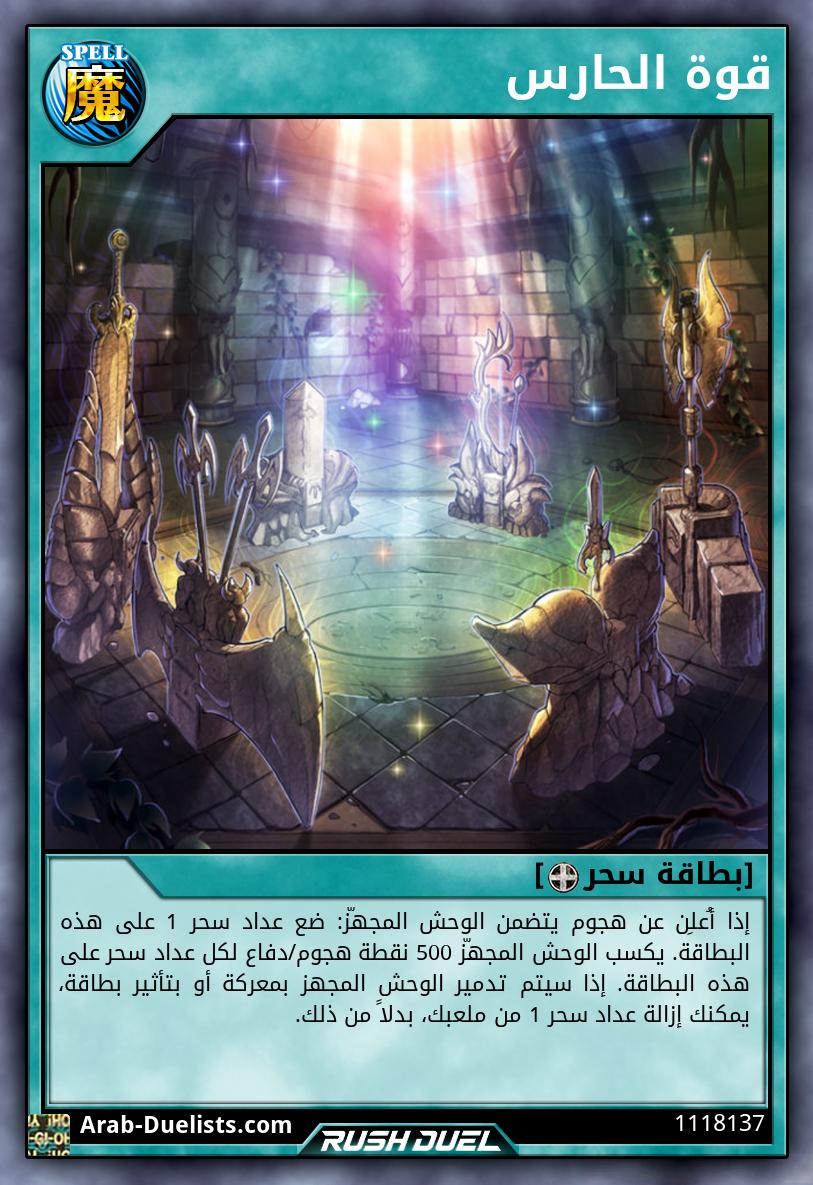 SPELL
魔
قوة الحارس
[بطاقة سحر]
إذا أُعلِن عن هجوم يتضمن الوحش المجهّز: ضع عداد سحر 1 على هذه
البطاقة. يكسب الوحش المجهّز 500 نقطة هجوم/دفاع لكل عداد سحر على
هذه البطاقة. إذا سيتم تدمير الوحش المجهز بمعركة أو بتأثير بطاقة،
يمكنك إزالة عداد سحر 1 من ملعبك، بدلاً من ذلك.
Arab-Duelists.com
RUSH DUEL
1118137